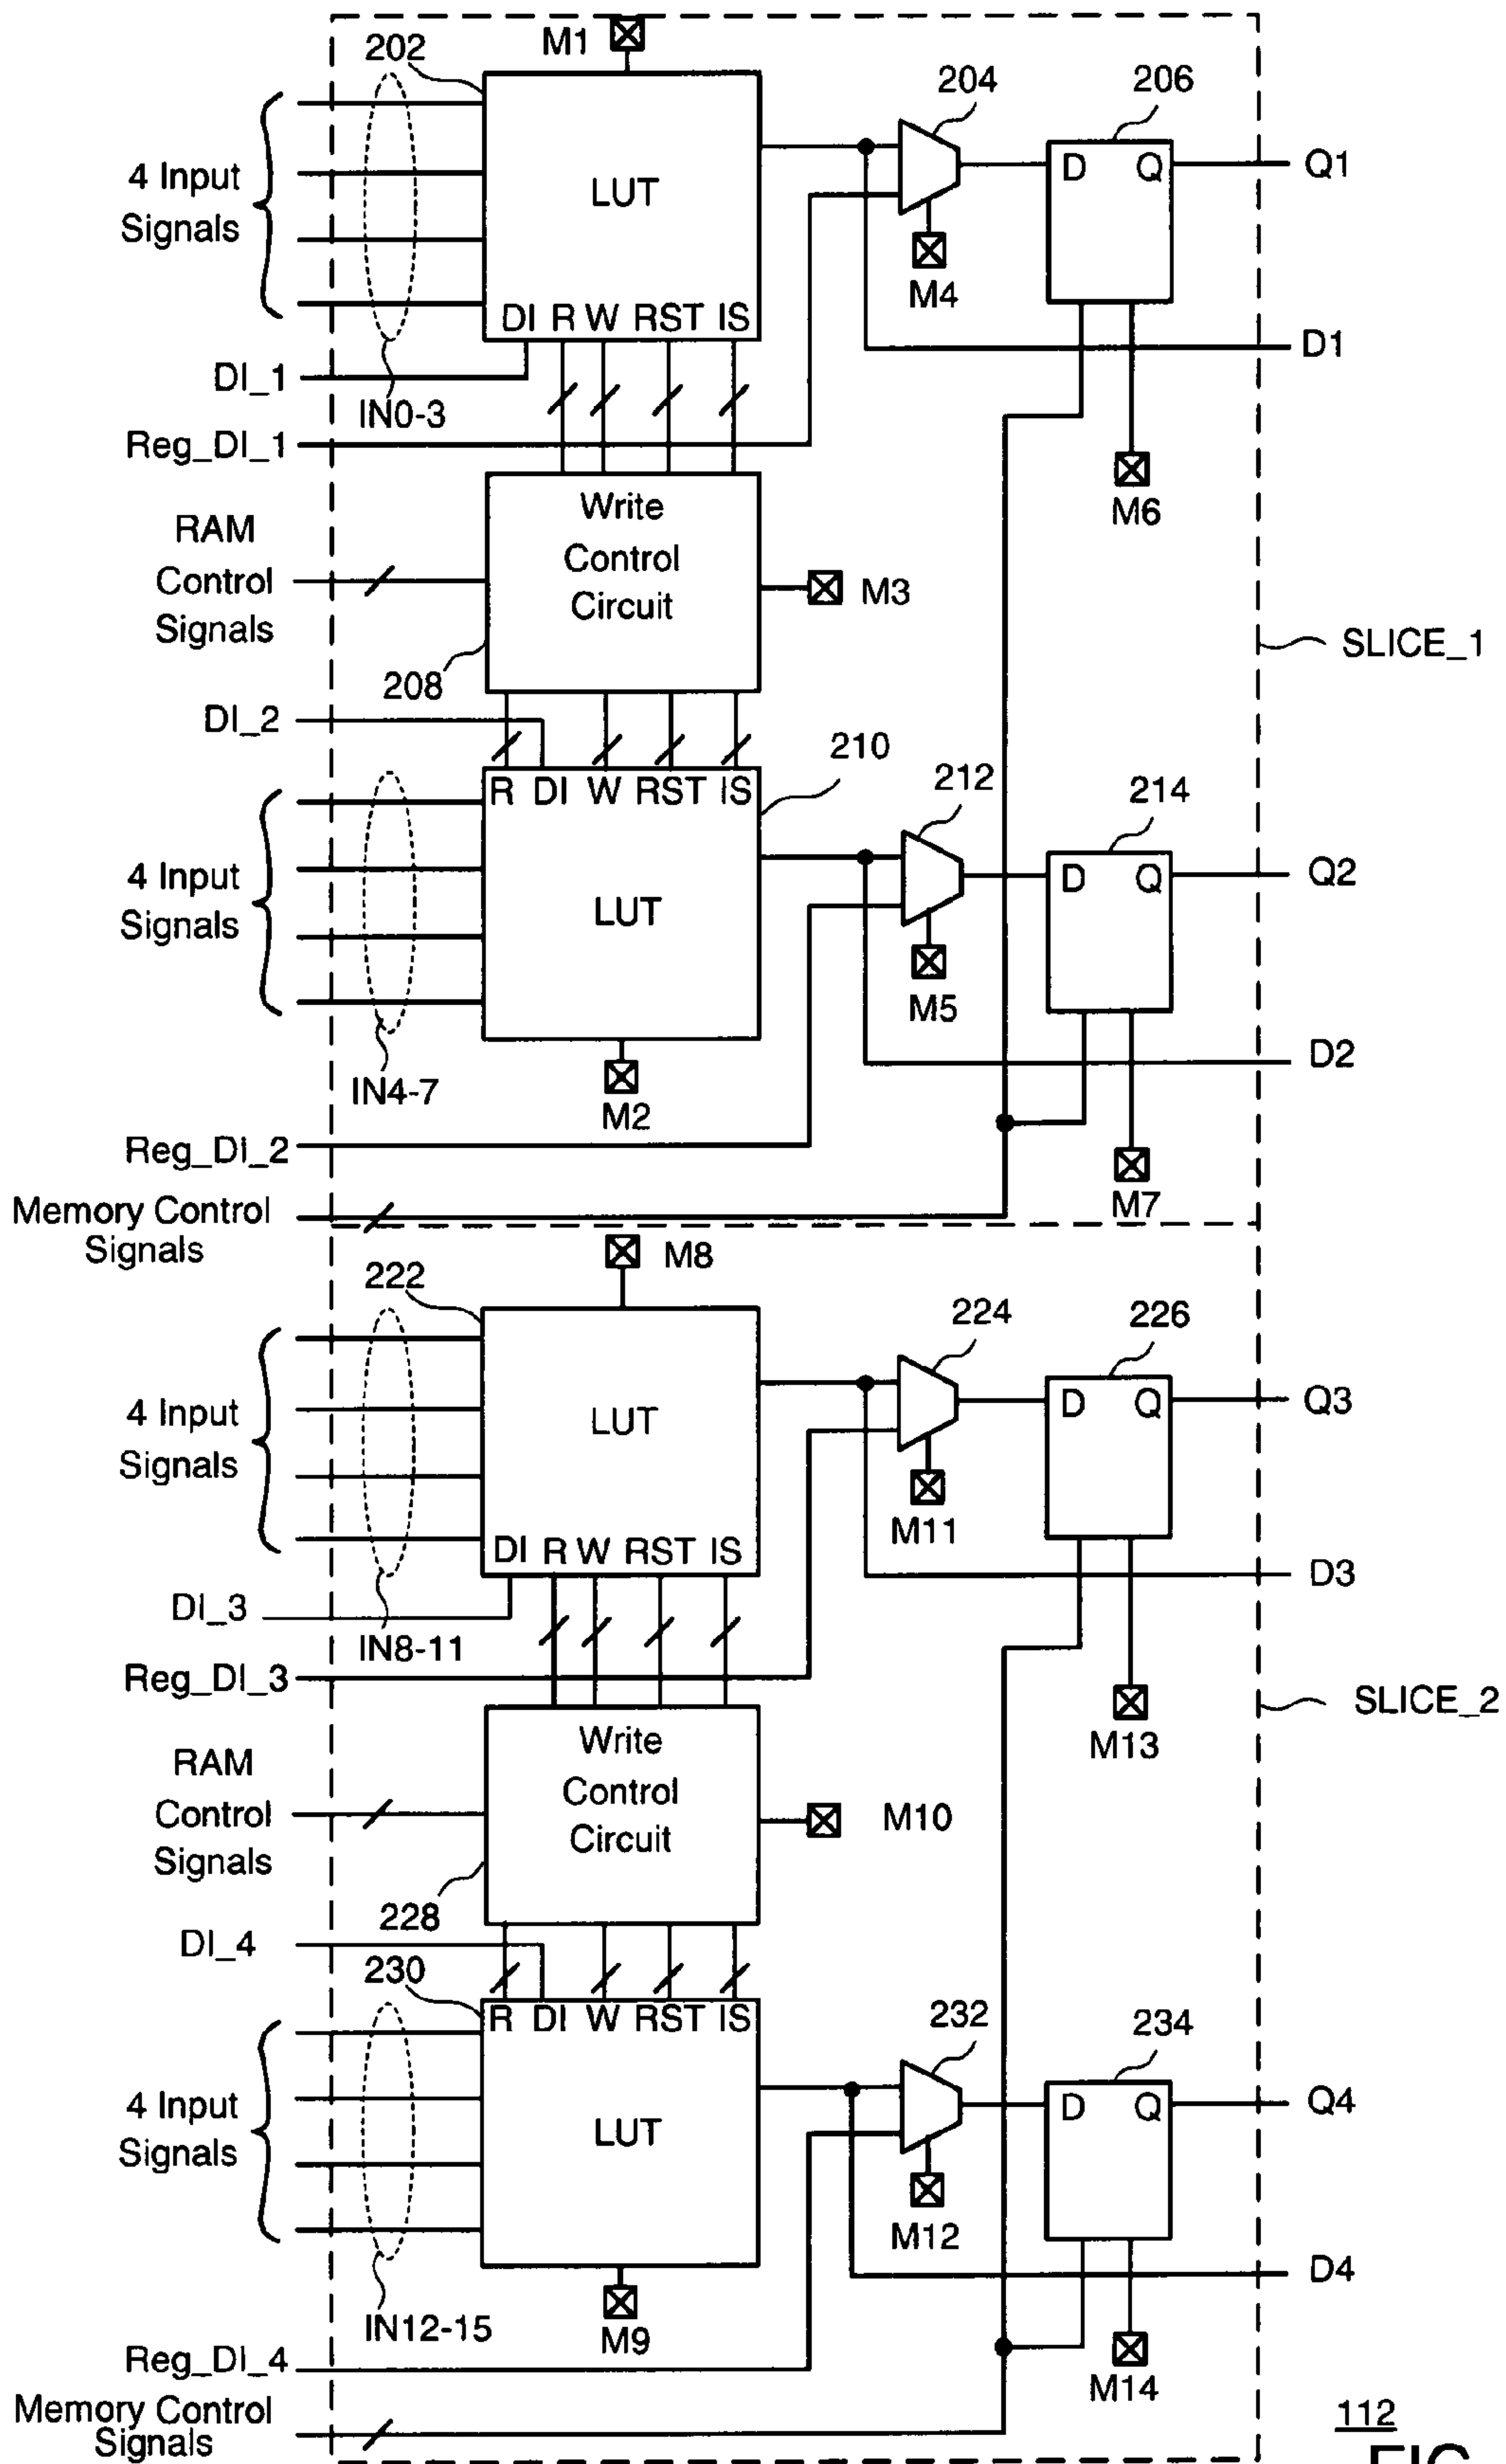 M1
202
204
206
4 Input
Signals
LUT
D Q
Q1
M4
DI R W RST IS
D1
DI_1
IN0-3
Reg_DI_1
M6
RAM
Control
Signals
Write
Control
Circuit
M3
SLICE_1
208
DI_2
210
212
214
R DI W RST IS
4 Input
Signals
LUT
D Q
Q2
M5
D2
IN4-7
M2
Reg_DI_2
M7
Memory Control
Signals
M8
222
224
226
4 Input
Signals
LUT
D Q
Q3
M11
DI R W RST IS
D3
DI_3
IN8-11
Reg_DI_3
M13
SLICE_2
RAM
Control
Signals
Write
Control
Circuit
M10
228
DI_4
230
232
234
R DI W RST IS
4 Input
Signals
LUT
D Q
Q4
M12
D4
IN12-15
M9
Reg_DI_4
M14
Memory Control
Signals
112
FIG